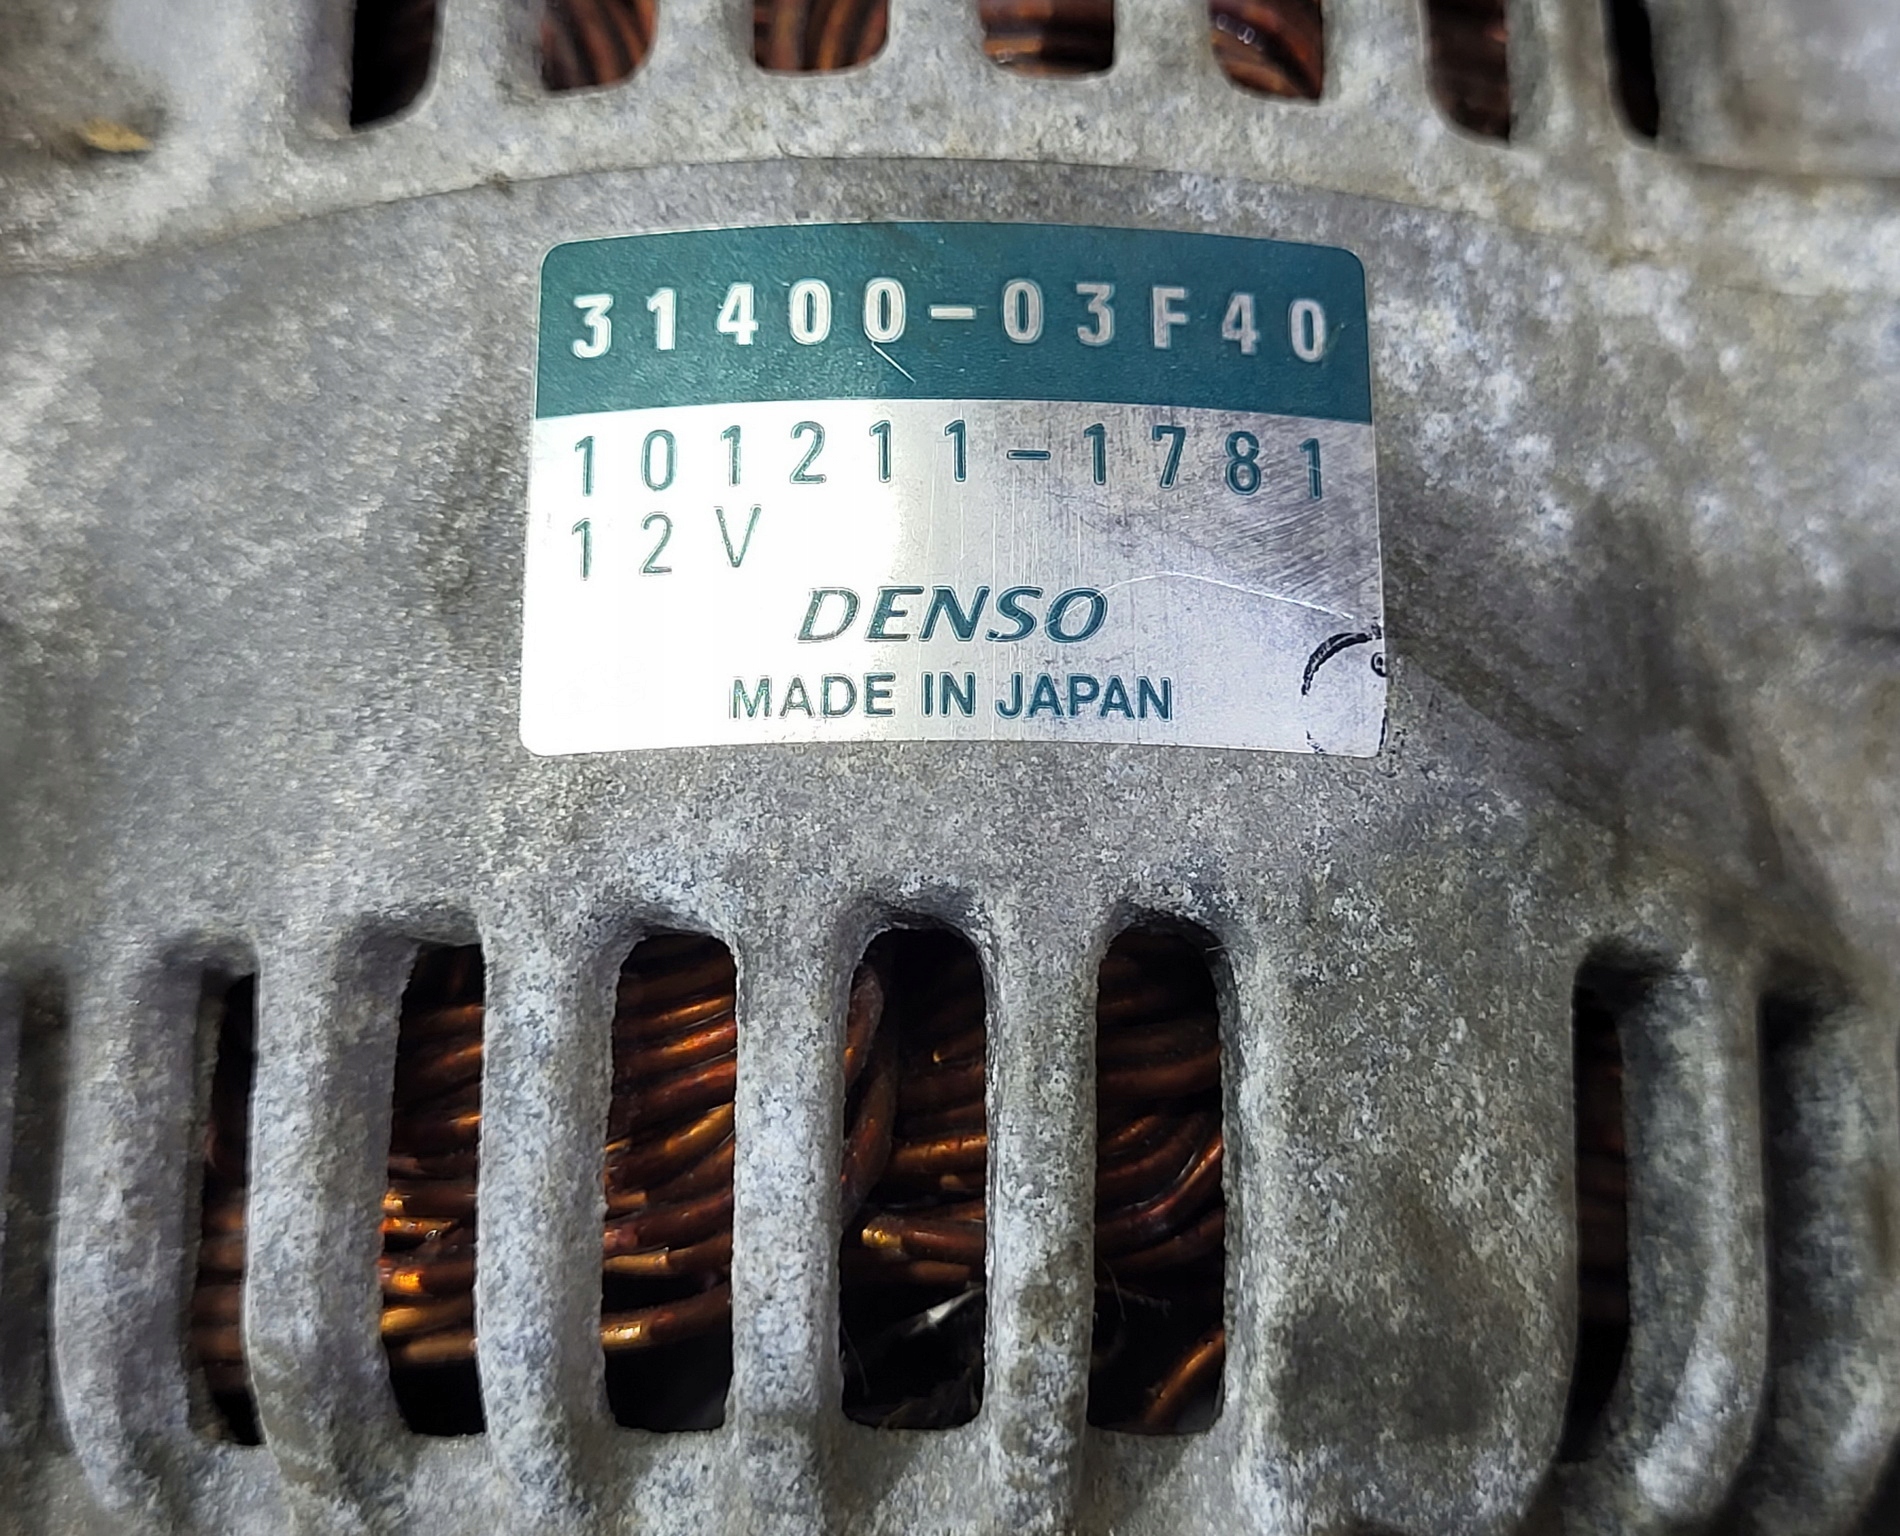 31400-03F40
101211-1781
12V
DENSO
MADE IN JAPAN